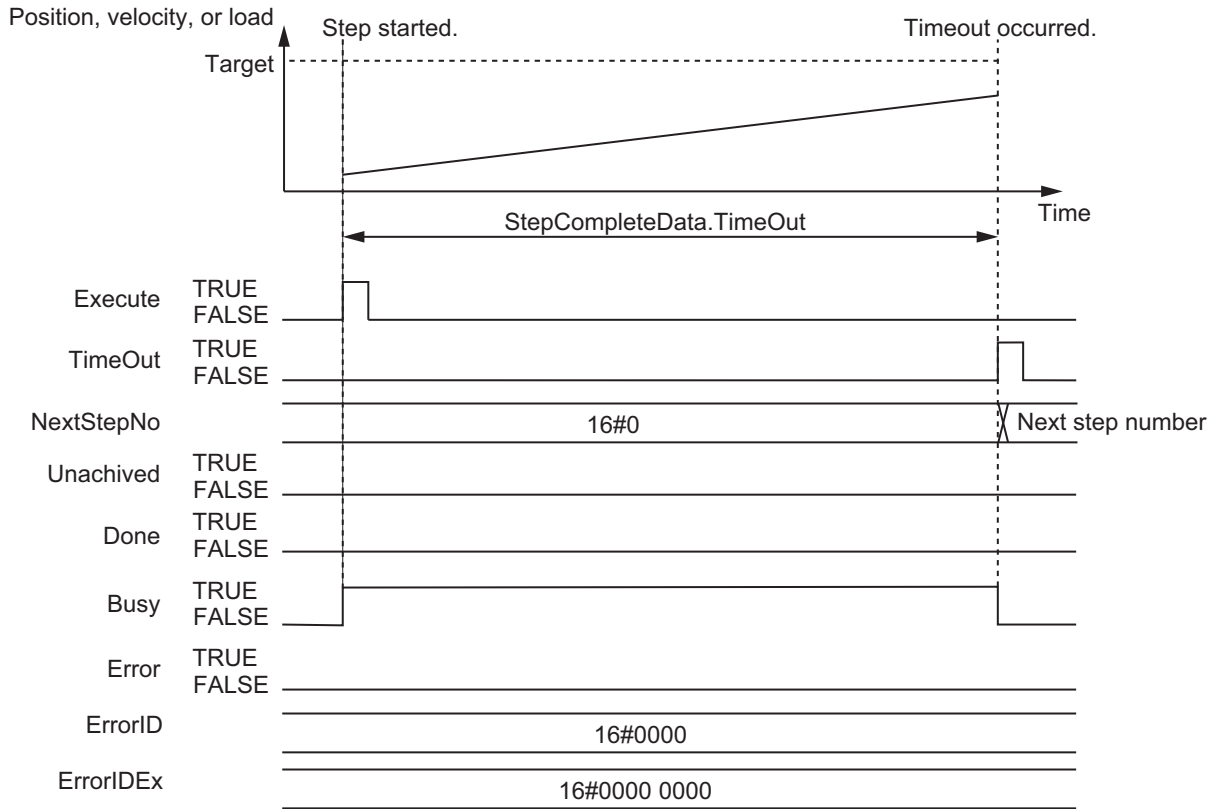 Position, velocity, or load
Step started.
Timeout occurred.
Target
Time
StepCompleteData.TimeOut
Execute TRUE
FALSE
TimeOut TRUE
FALSE
NextStepNo 16#0 Next step number
Unachived TRUE
FALSE
Done TRUE
FALSE
Busy TRUE
FALSE
Error TRUE
FALSE
ErrorID 16#0000
ErrorIDEx 16#0000 0000